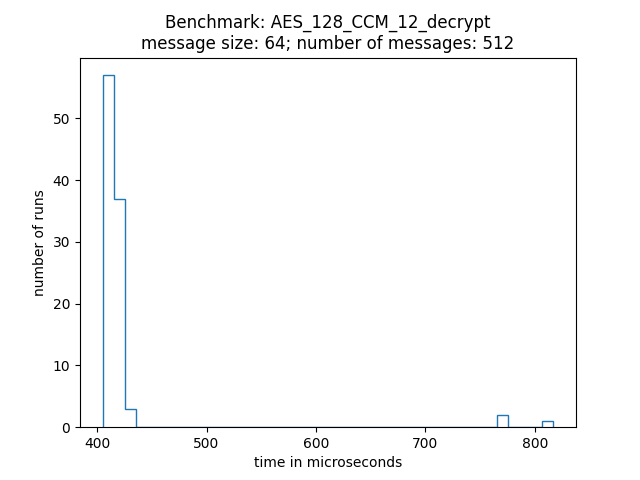 Benchmark: AES_128_CCM_12_decrypt
message size: 64; number of messages: 512
50
40
30
20
10
0
number of runs
400 500 600 700 800
time in microseconds